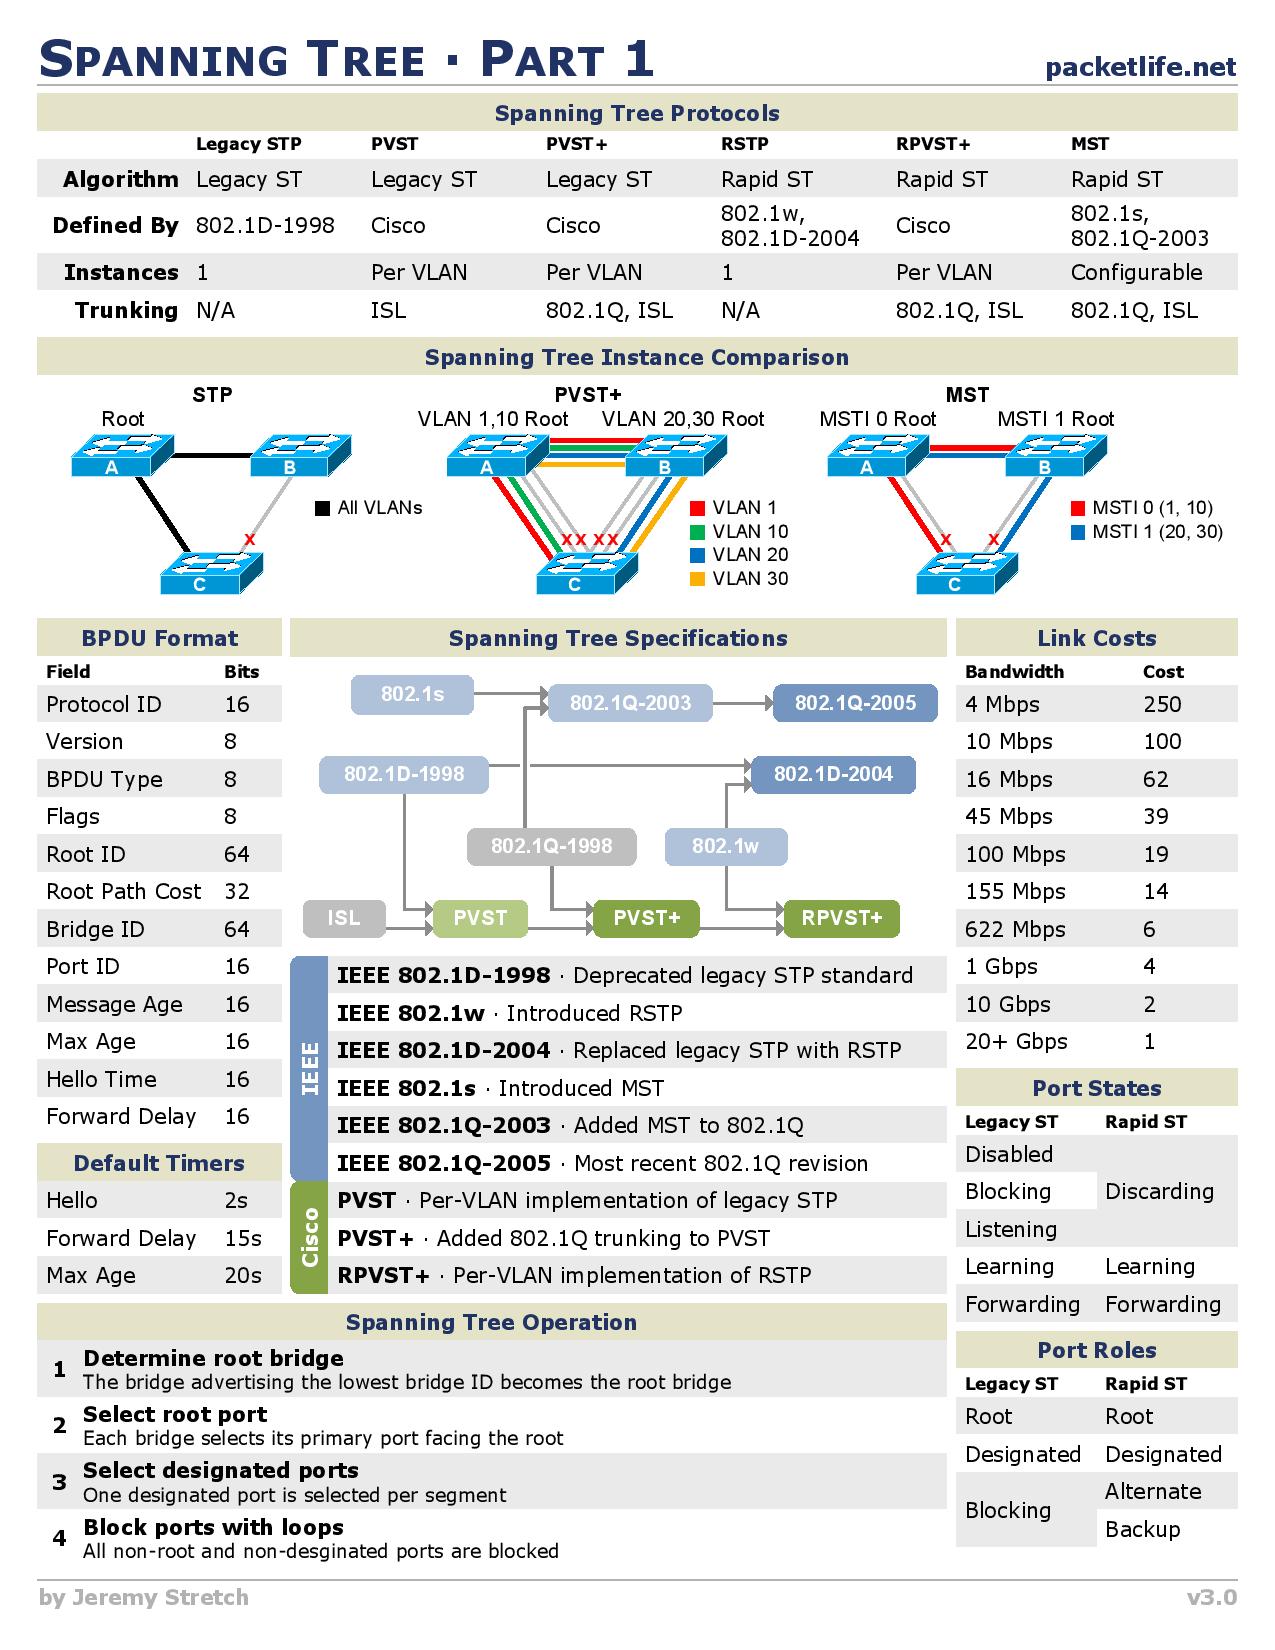 SPANNING TREE · PART 1
packetlife.net
Spanning Tree Protocols
Legacy STP PVST PVST+ RSTP RPVST+ MST
Algorithm Legacy ST Legacy ST Legacy ST Rapid ST Rapid ST Rapid ST
Defined By 802.1D-1998 Cisco Cisco 802.1w, 802.1D-2004 Cisco 802.1s, 802.1Q-2003
Instances 1 Per VLAN Per VLAN 1 Per VLAN Configurable
Trunking N/A ISL 802.1Q, ISL N/A 802.1Q, ISL 802.1Q, ISL
Spanning Tree Instance Comparison
STP
Root
A
B
x
C
All VLANs
PVST+
VLAN 1,10 Root VLAN 20,30 Root
A
B
x x x x
C
VLAN 1
VLAN 10
VLAN 20
VLAN 30
MST
MSTI 0 Root MSTI 1 Root
A
B
x x
C
MSTI 0 (1, 10)
MSTI 1 (20, 30)
BPDU Format
Field Bits
Protocol ID 16
Version 8
BPDU Type 8
Flags 8
Root ID 64
Root Path Cost 32
Bridge ID 64
Port ID 16
Message Age 16
Max Age 16
Hello Time 16
Forward Delay 16
Default Timers
Hello 2s
Forward Delay 15s
Max Age 20s
Spanning Tree Specifications
802.1s
802.1Q-2003
802.1Q-2005
802.1D-1998
802.1D-2004
802.1Q-1998
802.1w
ISL
PVST
PVST+
RPVST+
IEEE
IEEE 802.1D-1998 · Deprecated legacy STP standard
IEEE 802.1w · Introduced RSTP
IEEE 802.1D-2004 · Replaced legacy STP with RSTP
IEEE 802.1s · Introduced MST
IEEE 802.1Q-2003 · Added MST to 802.1Q
IEEE 802.1Q-2005 · Most recent 802.1Q revision
Cisco
PVST · Per-VLAN implementation of legacy STP
PVST+ · Added 802.1Q trunking to PVST
RPVST+ · Per-VLAN implementation of RSTP
Link Costs
Bandwidth Cost
4 Mbps 250
10 Mbps 100
16 Mbps 62
45 Mbps 39
100 Mbps 19
155 Mbps 14
622 Mbps 6
1 Gbps 4
10 Gbps 2
20+ Gbps 1
Port States
Legacy ST Rapid ST
Disabled
Blocking Discarding
Listening
Learning Learning
Forwarding Forwarding
Port Roles
Legacy ST Rapid ST
Root Root
Designated Designated
Blocking Alternate
Backup
Spanning Tree Operation
1 Determine root bridge
The bridge advertising the lowest bridge ID becomes the root bridge
2 Select root port
Each bridge selects its primary port facing the root
3 Select designated ports
One designated port is selected per segment
4 Block ports with loops
All non-root and non-desginated ports are blocked
by Jeremy Stretch
v3.0